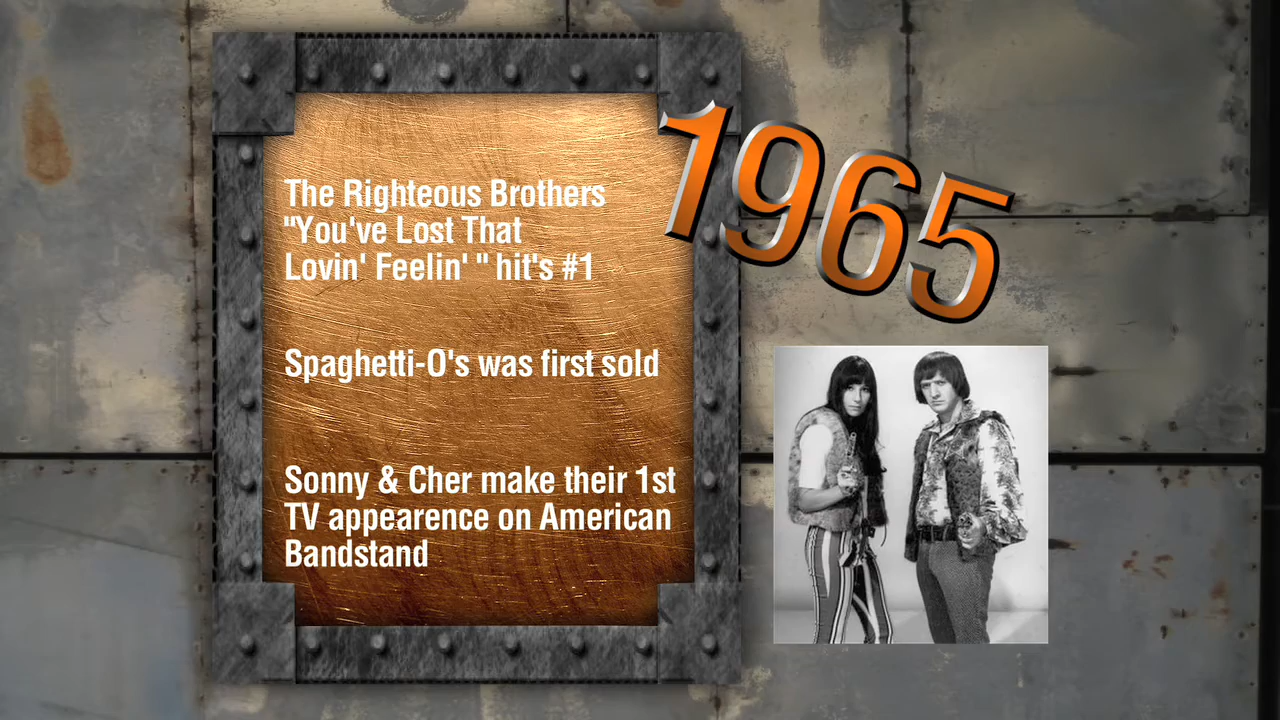 1965
The Righteous Brothers
"You've Lost That
Lovin' Feelin' " hit's #1
Spaghetti-O's was first sold
Sonny & Cher make their 1st
TV appearence on American
Bandstand